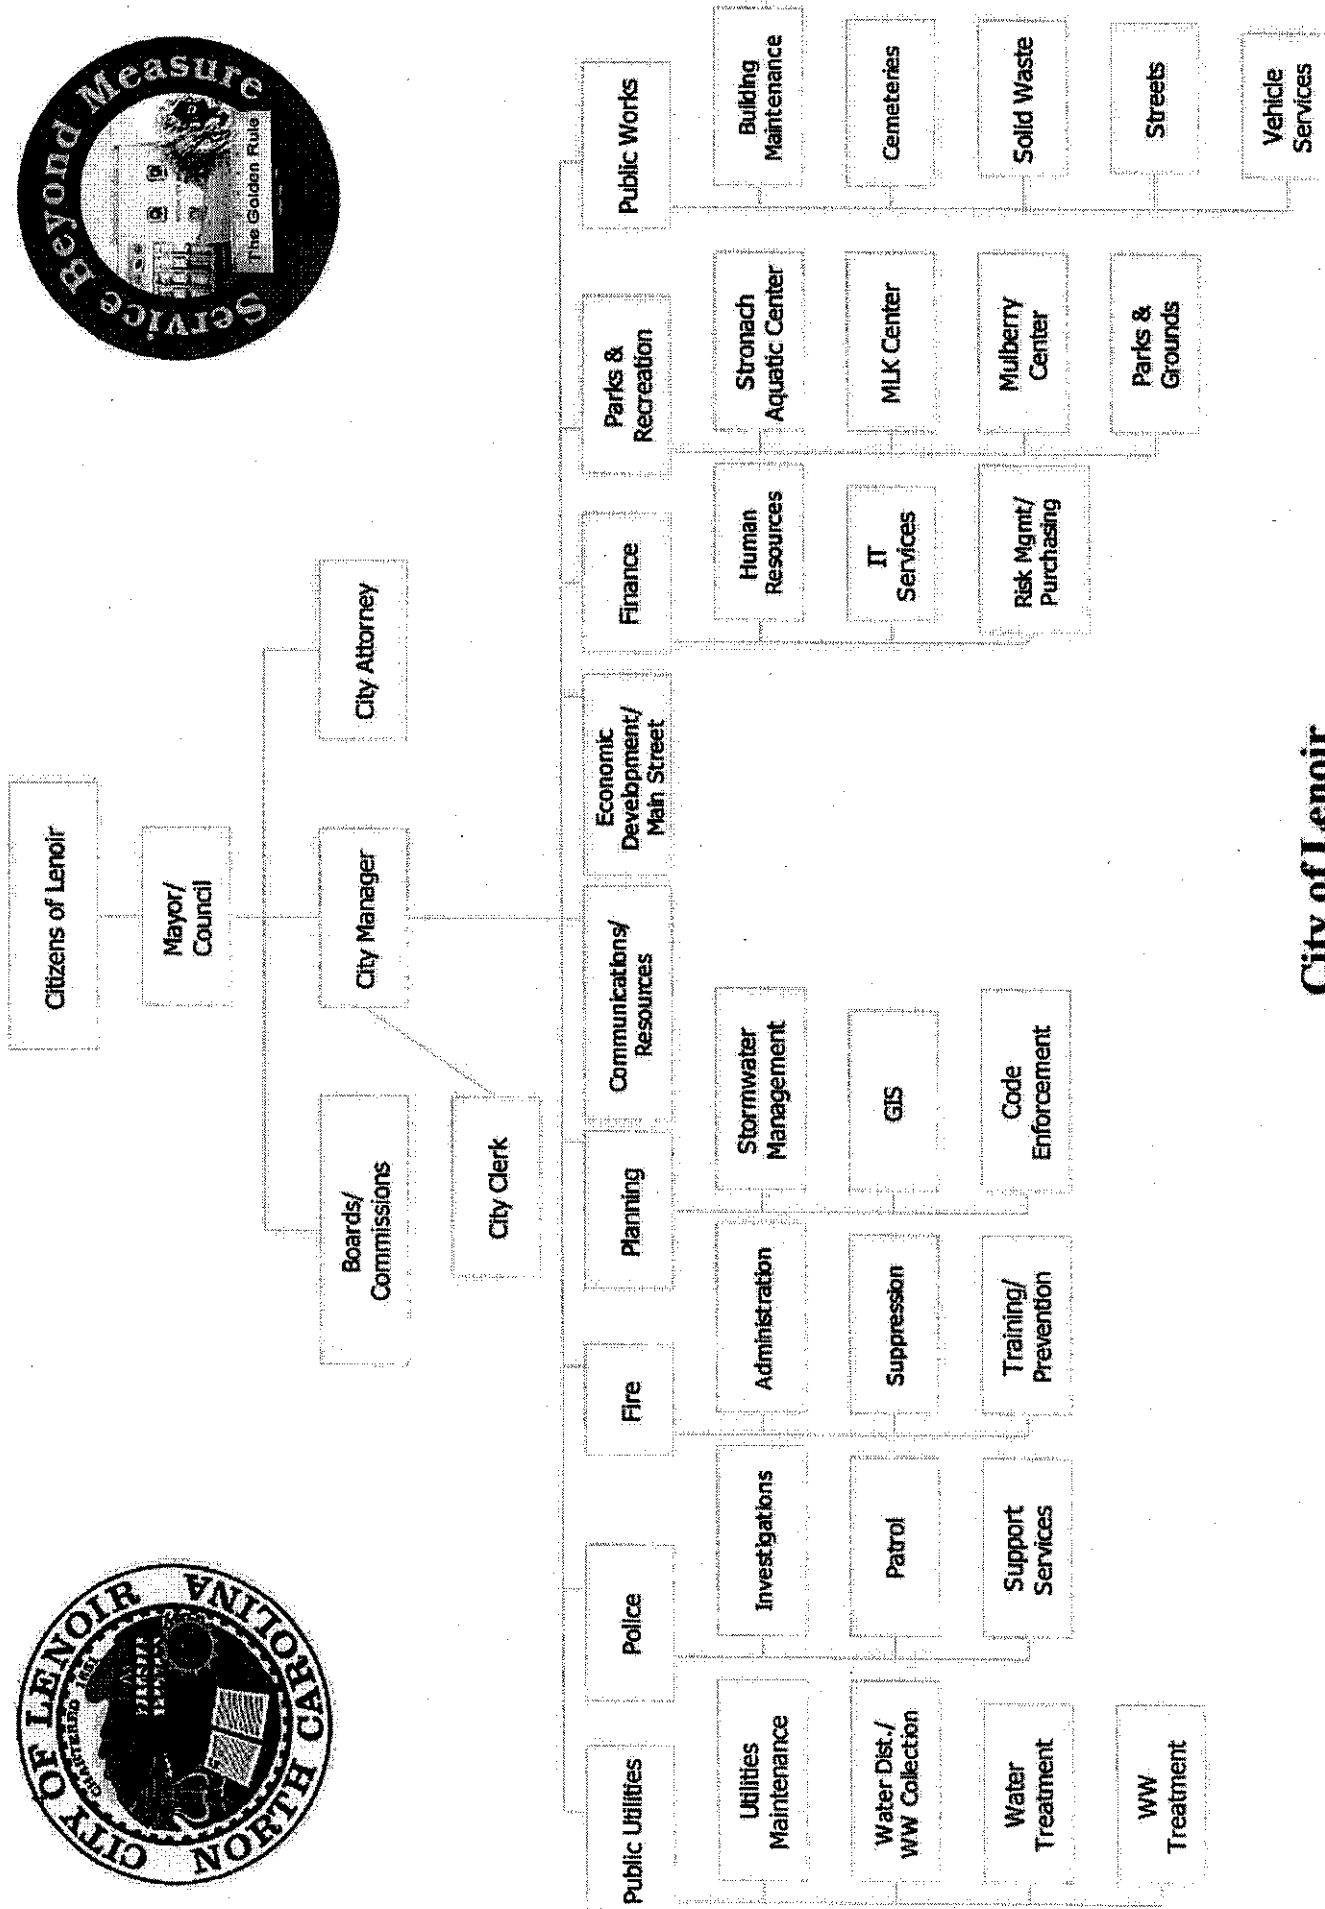 CITY OF LENOIR
NORTH CAROLINA
CHARTERED
Service Beyond Measure
The Golden Rule
Citizens of Lenoir
Mayor/
Council
Boards/
Commissions
City Manager
City Attorney
City Clerk
Public Utilities
Police
Fire
Planning
Communications/
Resources
Economic
Development/
Main Street
Finance
Parks &
Recreation
Public Works
Utilities
Maintenance
Water Dist./
WW Collection
Water
Treatment
WW
Treatment
Investigations
Patrol
Support
Services
Administration
Suppression
Training/
Prevention
Stormwater
Management
GIS
Code
Enforcement
Human
Resources
IT
Services
Risk Mgmt/
Purchasing
Stronach
Aquatic Center
MLK Center
Mulberry
Center
Parks &
Grounds
Building
Maintenance
Cemeteries
Solid Waste
Streets
Vehicle
Services
City of Lenoir